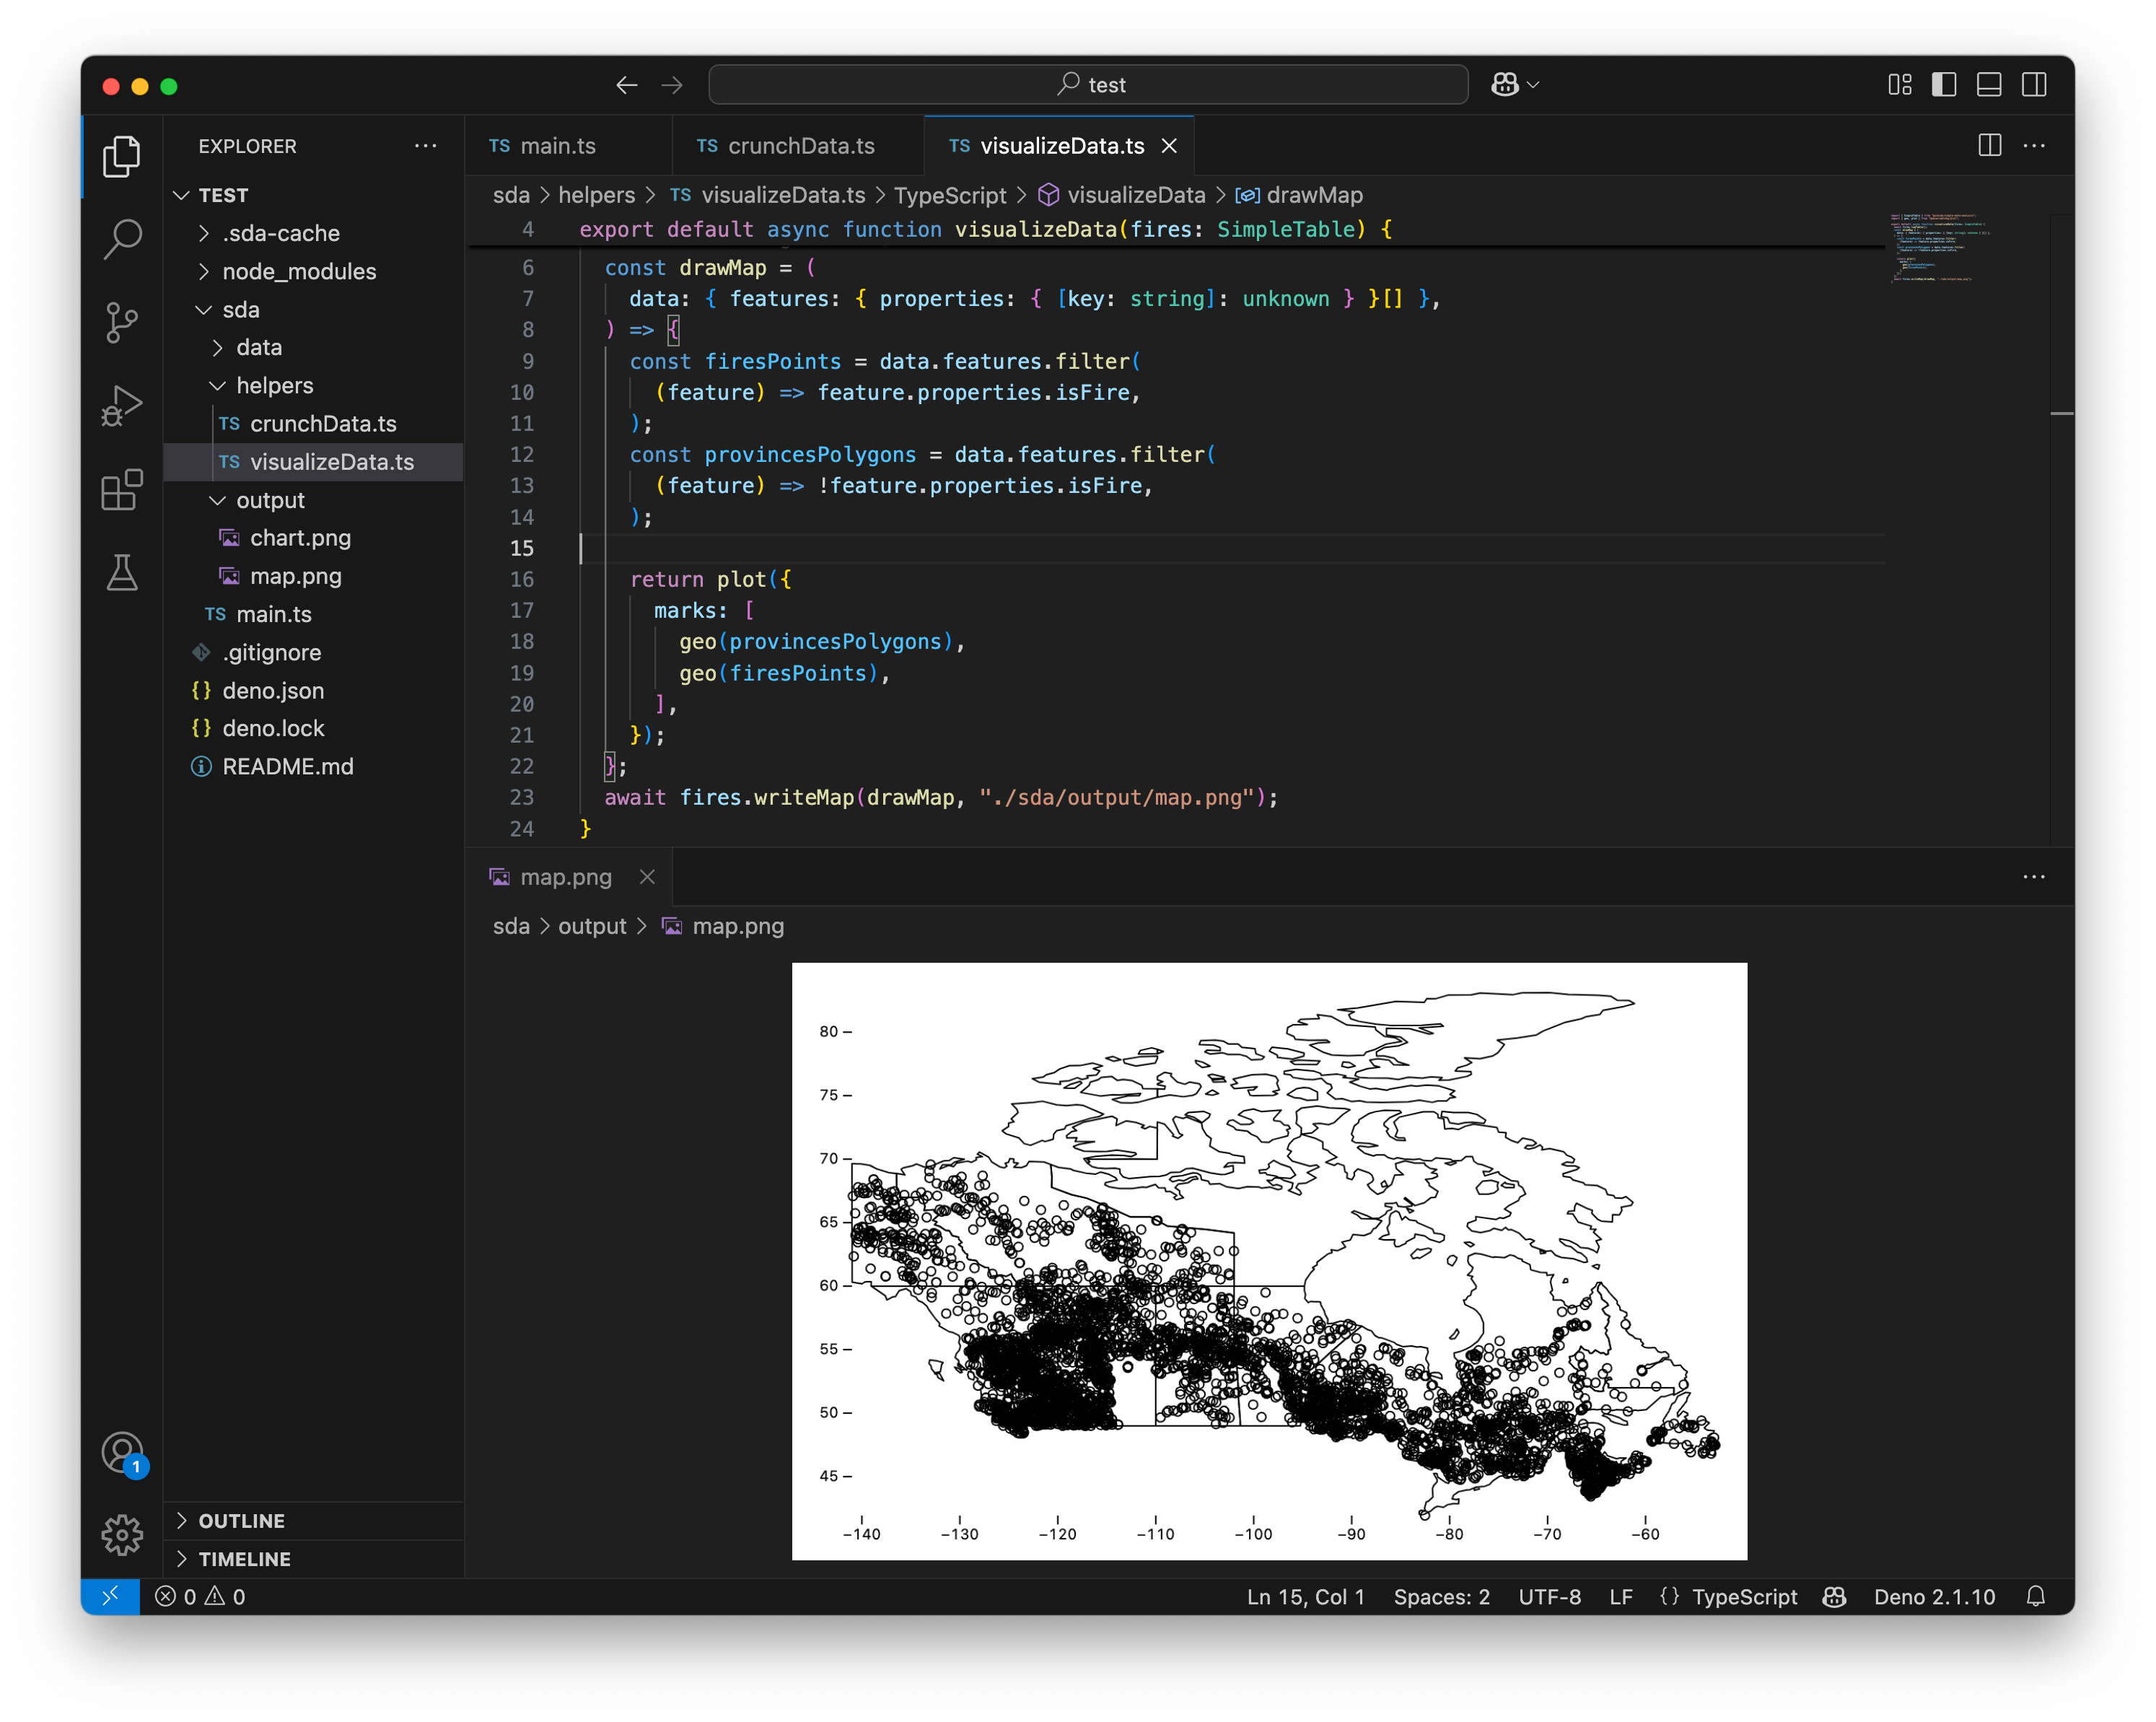 test
EXPLORER
TEST
.sda-cache
node_modules
sda
data
helpers
TS crunchData.ts
TS visualizeData.ts
output
chart.png
map.png
TS main.ts
.gitignore
{} deno.json
{} deno.lock
README.md
OUTLINE
TIMELINE
1
TS main.ts
TS crunchData.ts
TS visualizeData.ts
sda > helpers > TS visualizeData.ts > TypeScript > visualizeData > drawMap
4 export default async function visualizeData(fires: SimpleTable) {
6 const drawMap = (
7 data: { features: { properties: { [key: string]: unknown } }[] },
8 ) => {
9 const firesPoints = data.features.filter(
10 (feature) => feature.properties.isFire,
11 );
12 const provincesPolygons = data.features.filter(
13 (feature) => !feature.properties.isFire,
14 );
15
16 return plot({
17 marks: [
18 geo(provincesPolygons),
19 geo(firesPoints),
20 ],
21 });
22 };
23 await fires.writeMap(drawMap, "./sda/output/map.png");
24 }
map.png
sda > output > map.png
80
75
70
65
60
55
50
45
−140 −130 −120 −110 −100 −90 −80 −70 −60
0 0
Ln 15, Col 1 Spaces: 2 UTF-8 LF {} TypeScript Deno 2.1.10